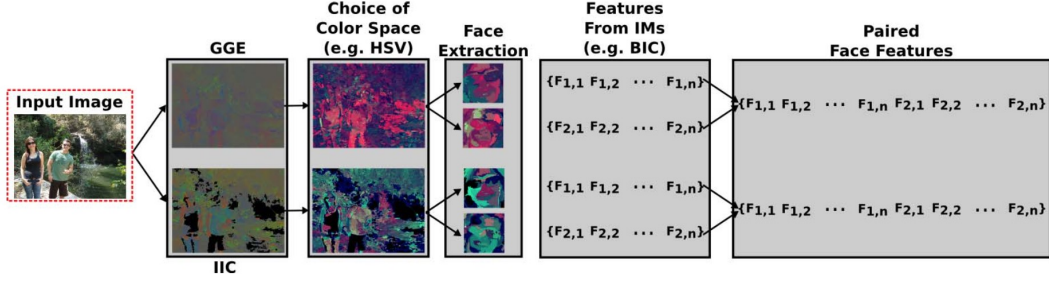 Input Image
GGE
IIC
Choice of
Color Space
(e.g. HSV)
Face
Extraction
Features
From IMs
(e.g. BIC)
{F1,1 F1,2 ... F1,n}
{F2,1 F2,2 ... F2,n}
{F1,1 F1,2 ... F1,n}
{F2,1 F2,2 ... F2,n}
Paired
Face Features
{F1,1 F1,2 ... F1,n F2,1 F2,2 ... F2,n}
{F1,1 F1,2 ... F1,n F2,1 F2,2 ... F2,n}